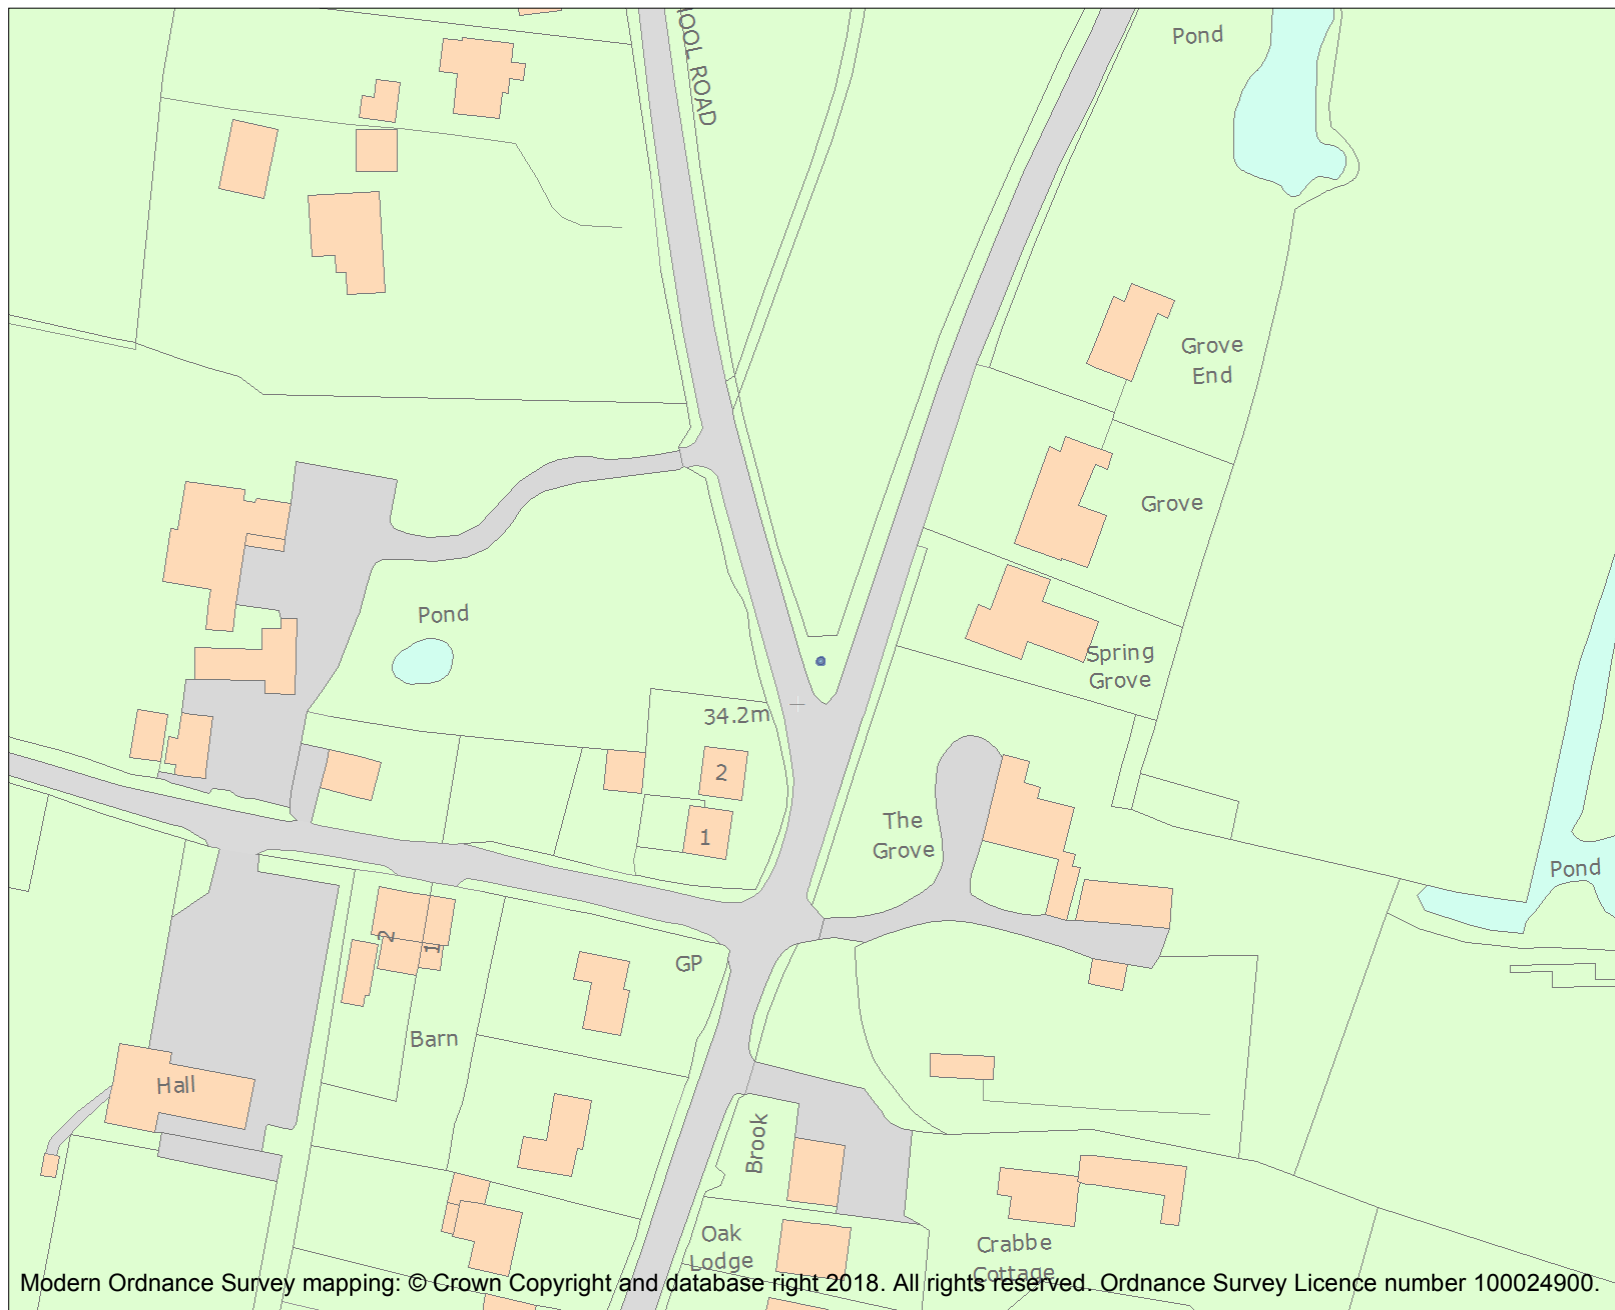 Pond
HOOL ROAD
Grove
End
Grove
Pond
Spring
Grove
34.2m
2
1
The
Grove
Pond
2
1
GP
Barn
Hall
Brook
Oak
Lodge
Crabbe
Cottage
Modern Ordnance Survey mapping: © Crown Copyright and database right 2018. All rights reserved. Ordnance Survey Licence number 100024900.